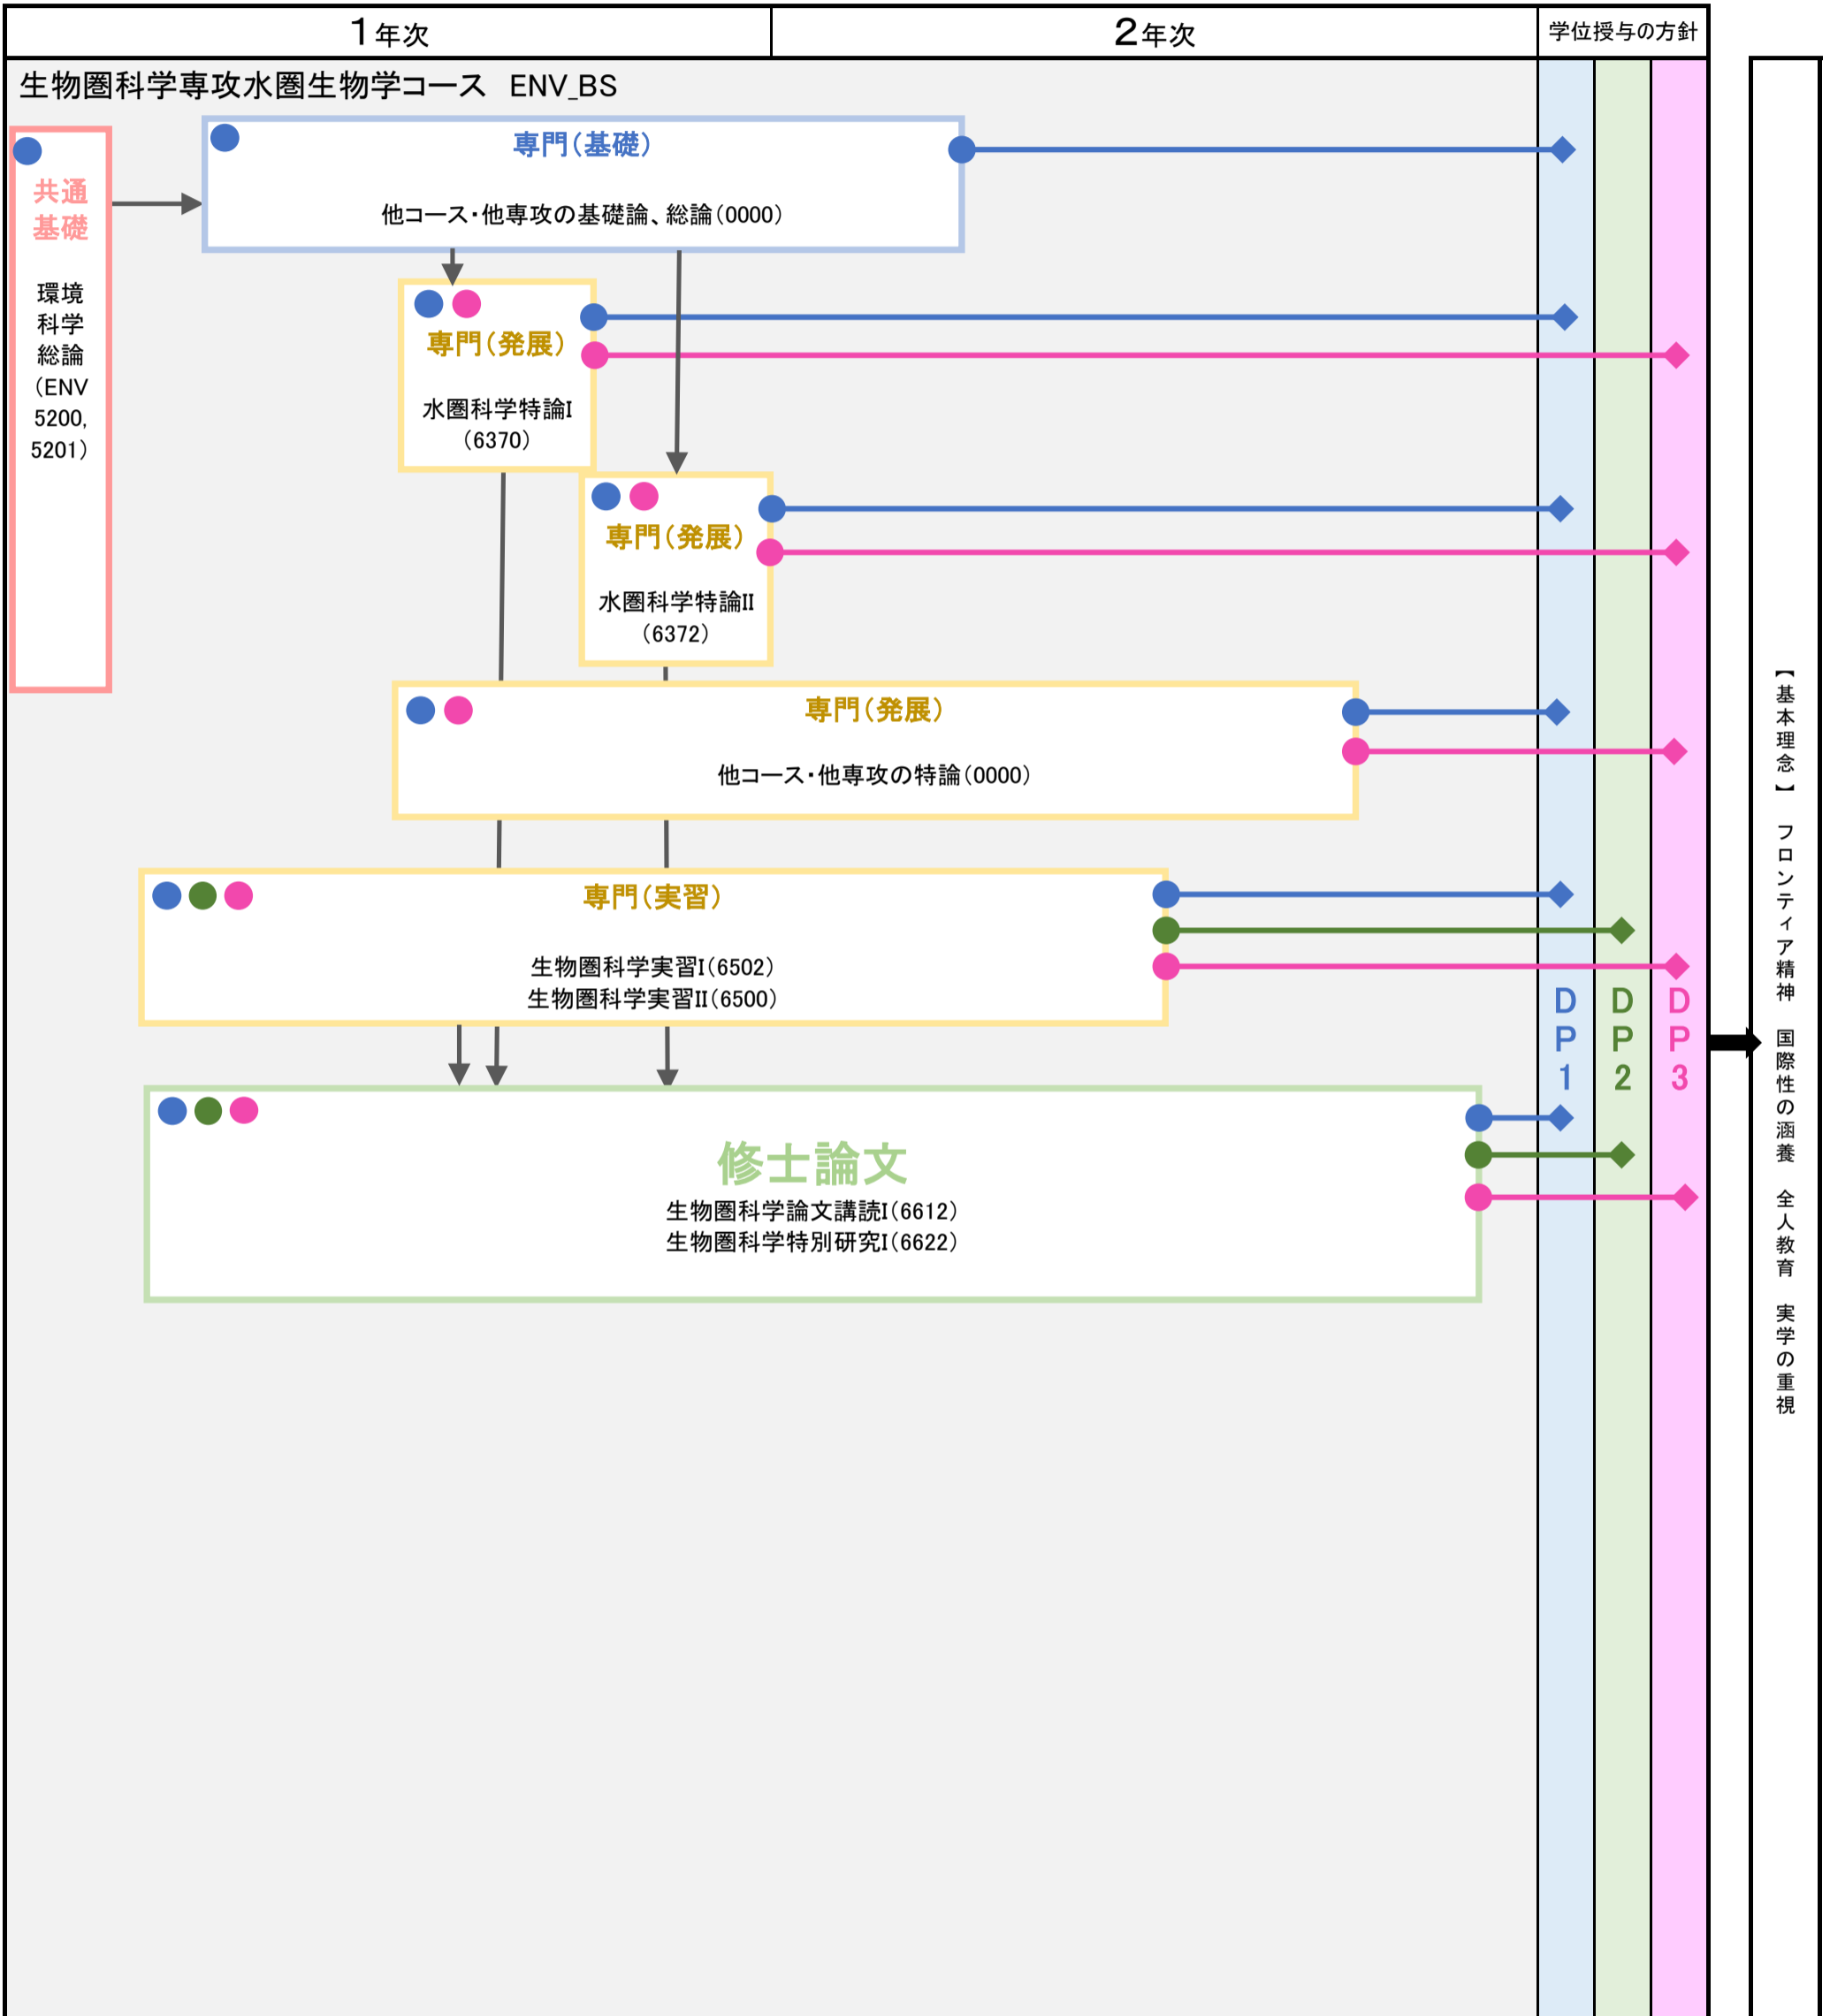 1年次
2年次
学位授与の方針
生物圏科学専攻水圏生物学コース ENV_BS
共通
基礎
環境
科学
総論
(ENV
5200,
5201)
専門(基礎)
他コース・他専攻の基礎論、総論(0000)
専門(発展)
水圏科学特論I
(6370)
専門(発展)
水圏科学特論II
(6372)
専門(発展)
他コース・他専攻の特論(0000)
専門(実習)
生物圏科学実習I(6502)
生物圏科学実習II(6500)
修士論文
生物圏科学論文講読I(6612)
生物圏科学特別研究I(6622)
DP1
DP2
DP3
【基本理念】 フロンティア精神 国際性の涵養 全人教育 実学の重視